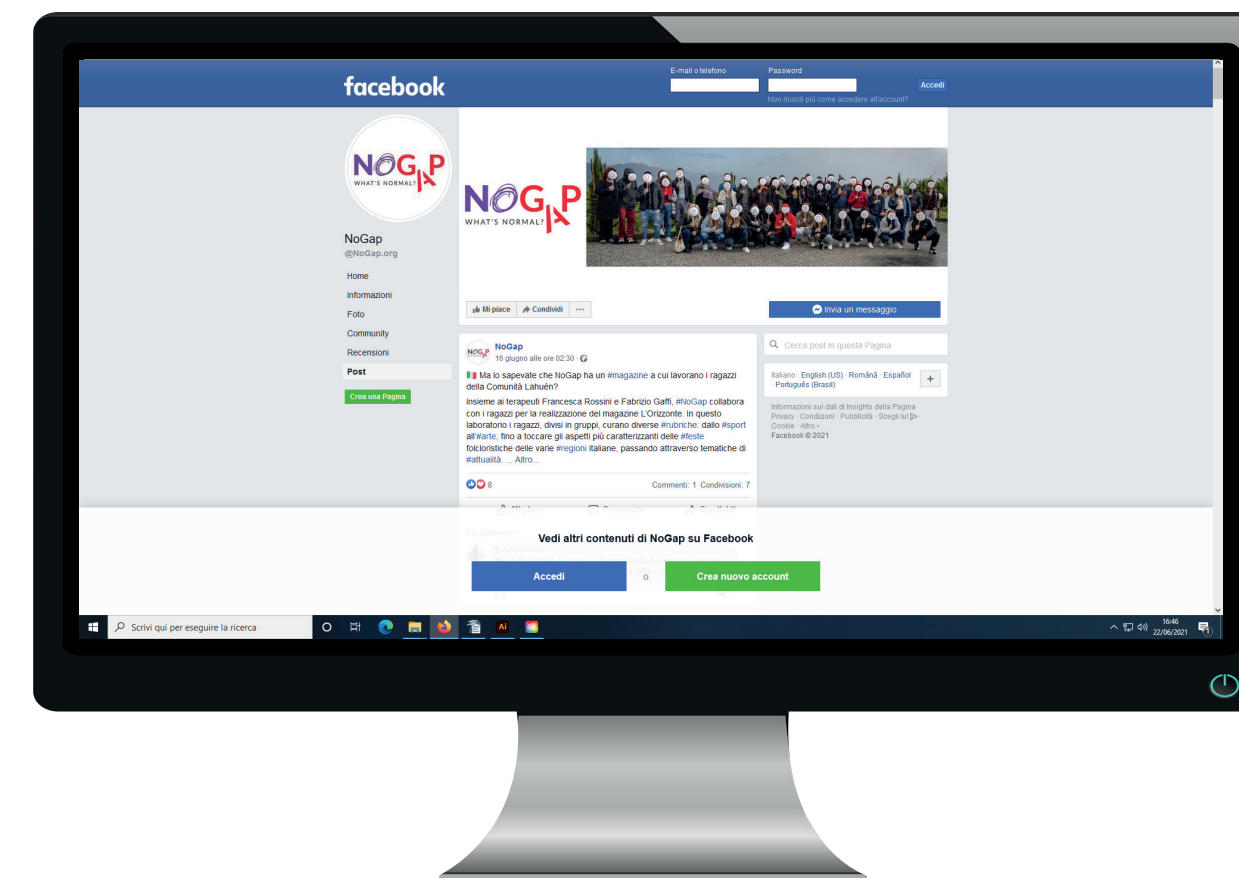 facebook
E-mail o telefono
Password
Accedi
Non ricordi più come accedere all'account?
NOGAP
WHAT'S NORMAL?
NOGAP
WHAT'S NORMAL?
NoGap
@NoGap.org
Home
Informazioni
Foto
Community
Recensioni
Post
Crea una Pagina
Mi piace
Condividi
Invia un messaggio
NoGap
16 giugno alle ore 02:30
Ma lo sapevate che NoGap ha un #magazine a cui lavorano i ragazzi
della Comunità Lahuén?
Insieme ai terapeuti Francesca Rossini e Fabrizio Gaffi, #NoGap collabora
con i ragazzi per la realizzazione del magazine L'Orizzonte. In questo
laboratorio i ragazzi, divisi in gruppi, curano diverse #rubriche: dallo #sport
all'#arte, fino a toccare gli aspetti più caratterizzanti delle #feste
folcloristiche delle varie #regioni italiane, passando attraverso tematiche di
#attualità, ... Altro...
8
Commenti: 1 Condivisioni: 7
Cerca post in questa Pagina
Italiano · English (US) · Română · Español
· Português (Brasil)
+
Informazioni sui dati di Insights della Pagina
Privacy · Condizioni · Pubblicità · Scegli tu!
Cookie · Altro
Facebook © 2021
Vedi altri contenuti di NoGap su Facebook
Accedi
o
Crea nuovo account
Scrivi qui per eseguire la ricerca
Ai
16:46
22/06/2021
1